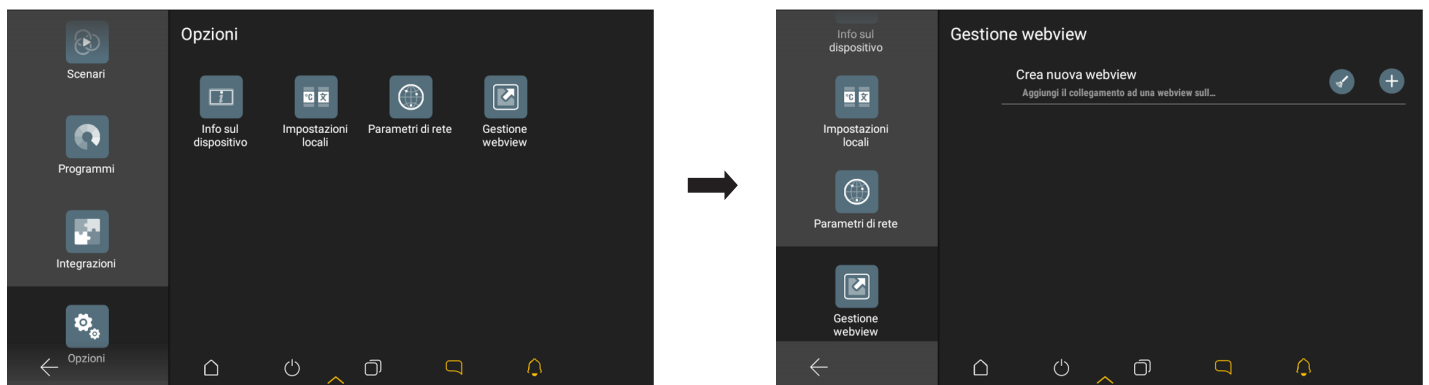 Scenari
Programmi
Integrazioni
Opzioni
Opzioni
Info sul
dispositivo
Impostazioni
locali
Parametri di rete
Gestione
webview
Info sul
dispositivo
Impostazioni
locali
Parametri di rete
Gestione
webview
Gestione webview
Crea nuova webview
Aggiungi il collegamento ad una webview sull...